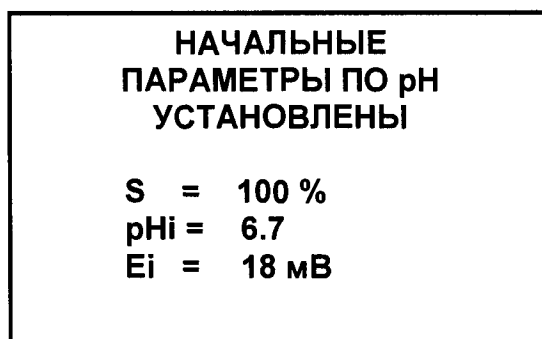 НАЧАЛЬНЫЕ
ПАРАМЕТРЫ ПО pH
УСТАНОВЛЕНЫ
S = 100 %
pHi = 6.7
Ei = 18 мВ